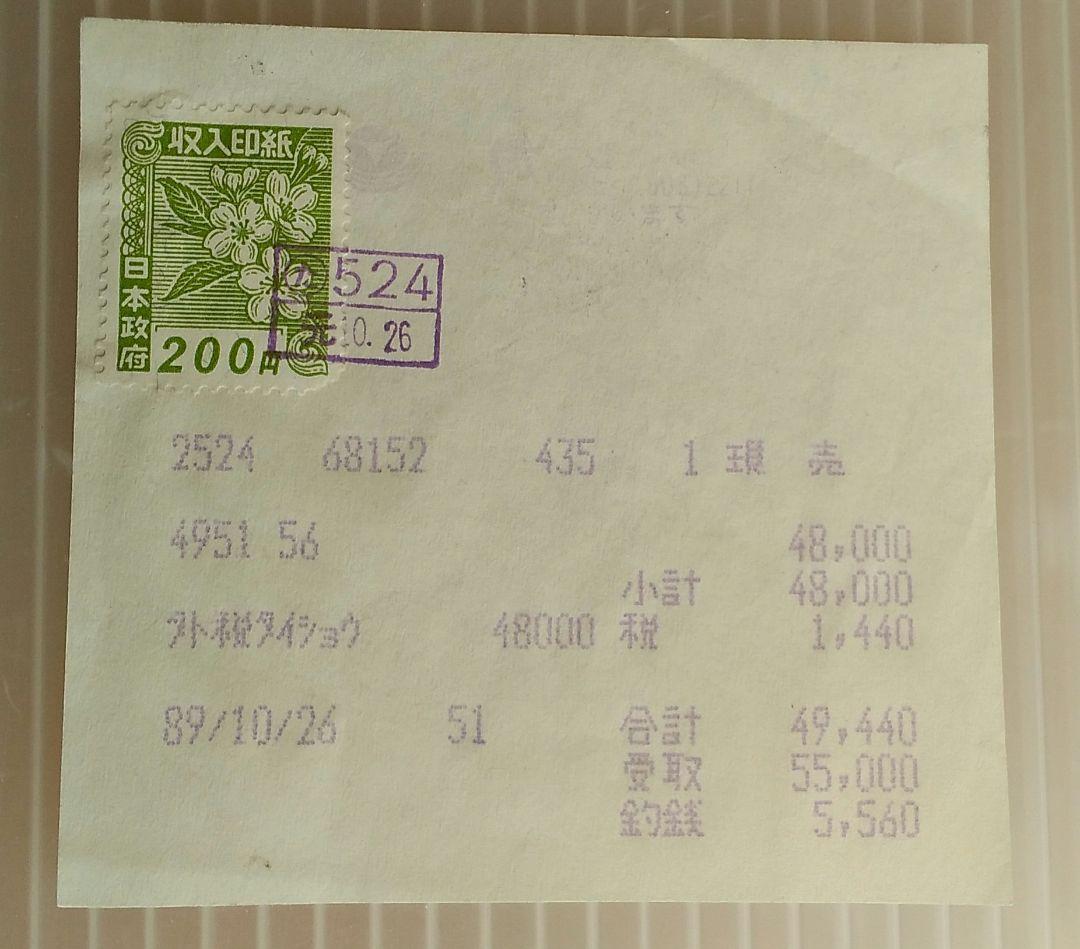 収入印紙
日本政府
200円
524
元.10.26
2524 68152 435 1 現 売
4951 56 48,000
小計 48,000
外税タイショウ 48000 税 1,440
89/10/26 51 合計 49,440
受取 55,000
釣銭 5,560